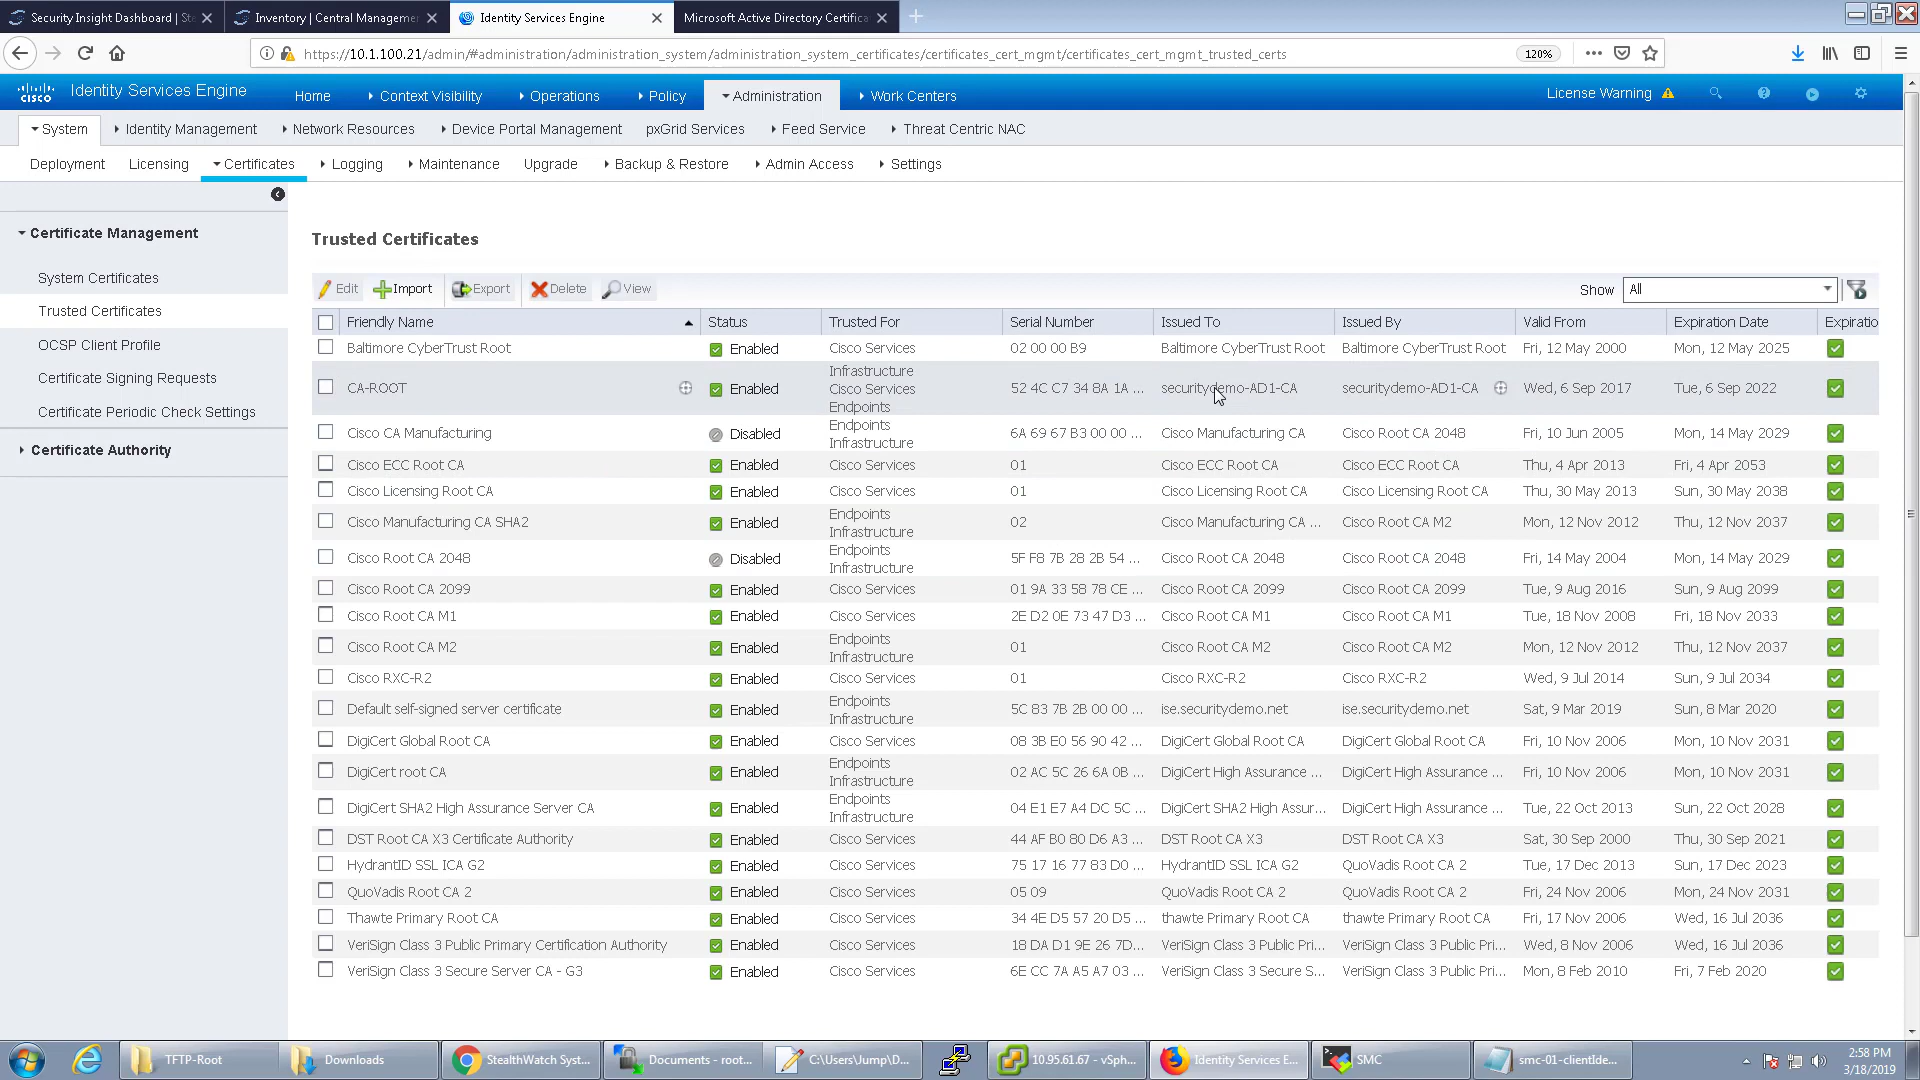 Security Insight Dashboard | Ste
Inventory | Central Management
Identity Services Engine
Microsoft Active Directory Certifica
https://10.1.100.21/admin/#administration/administration_system/administration_system_certificates/certificates_cert_mgmt/certificates_cert_mgmt_trusted_certs
120%
cisco Identity Services Engine
Home Context Visibility Operations Policy Administration Work Centers
License Warning
System Identity Management Network Resources Device Portal Management pxGrid Services Feed Service Threat Centric NAC
Deployment Licensing Certificates Logging Maintenance Upgrade Backup & Restore Admin Access Settings
Certificate Management
System Certificates
Trusted Certificates
OCSP Client Profile
Certificate Signing Requests
Certificate Periodic Check Settings
Certificate Authority
Trusted Certificates
Edit Import Export Delete View
Show All
Friendly Name Status Trusted For Serial Number Issued To Issued By Valid From Expiration Date Expiratio
Baltimore CyberTrust Root Enabled Cisco Services 02 00 00 B9 Baltimore CyberTrust Root Baltimore CyberTrust Root Fri, 12 May 2000 Mon, 12 May 2025
Infrastructure
CA-ROOT Enabled Cisco Services 52 4C C7 34 8A 1A ... securitydemo-AD1-CA securitydemo-AD1-CA Wed, 6 Sep 2017 Tue, 6 Sep 2022
Endpoints
Endpoints
Cisco CA Manufacturing Disabled Infrastructure 6A 69 67 B3 00 00 ... Cisco Manufacturing CA Cisco Root CA 2048 Fri, 10 Jun 2005 Mon, 14 May 2029
Cisco ECC Root CA Enabled Cisco Services 01 Cisco ECC Root CA Cisco ECC Root CA Thu, 4 Apr 2013 Fri, 4 Apr 2053
Cisco Licensing Root CA Enabled Cisco Services 01 Cisco Licensing Root CA Cisco Licensing Root CA Thu, 30 May 2013 Sun, 30 May 2038
Endpoints
Cisco Manufacturing CA SHA2 Enabled Infrastructure 02 Cisco Manufacturing CA ... Cisco Root CA M2 Mon, 12 Nov 2012 Thu, 12 Nov 2037
Endpoints
Cisco Root CA 2048 Disabled Infrastructure 5F F8 7B 28 2B 54 ... Cisco Root CA 2048 Cisco Root CA 2048 Fri, 14 May 2004 Mon, 14 May 2029
Cisco Root CA 2099 Enabled Cisco Services 01 9A 33 58 78 CE ... Cisco Root CA 2099 Cisco Root CA 2099 Tue, 9 Aug 2016 Sun, 9 Aug 2099
Cisco Root CA M1 Enabled Cisco Services 2E D2 0E 73 47 D3 ... Cisco Root CA M1 Cisco Root CA M1 Tue, 18 Nov 2008 Fri, 18 Nov 2033
Endpoints
Cisco Root CA M2 Enabled Infrastructure 01 Cisco Root CA M2 Cisco Root CA M2 Mon, 12 Nov 2012 Thu, 12 Nov 2037
Cisco RXC-R2 Enabled Cisco Services 01 Cisco RXC-R2 Cisco RXC-R2 Wed, 9 Jul 2014 Sun, 9 Jul 2034
Endpoints
Default self-signed server certificate Enabled Infrastructure 5C 83 7B 2B 00 00 ... ise.securitydemo.net ise.securitydemo.net Sat, 9 Mar 2019 Sun, 8 Mar 2020
DigiCert Global Root CA Enabled Cisco Services 08 3B E0 56 90 42 ... DigiCert Global Root CA DigiCert Global Root CA Fri, 10 Nov 2006 Mon, 10 Nov 2031
Endpoints
DigiCert root CA Enabled Infrastructure 02 AC 5C 26 6A 0B ... DigiCert High Assurance ... DigiCert High Assurance ... Fri, 10 Nov 2006 Mon, 10 Nov 2031
Endpoints
DigiCert SHA2 High Assurance Server CA Enabled Infrastructure 04 E1 E7 A4 DC 5C ... DigiCert SHA2 High Assur... DigiCert High Assurance ... Tue, 22 Oct 2013 Sun, 22 Oct 2028
DST Root CA X3 Certificate Authority Enabled Cisco Services 44 AF B0 80 D6 A3 ... DST Root CA X3 DST Root CA X3 Sat, 30 Sep 2000 Thu, 30 Sep 2021
HydrantID SSL ICA G2 Enabled Cisco Services 75 17 16 77 83 D0 ... HydrantID SSL ICA G2 QuoVadis Root CA 2 Tue, 17 Dec 2013 Sun, 17 Dec 2023
QuoVadis Root CA 2 Enabled Cisco Services 05 09 QuoVadis Root CA 2 QuoVadis Root CA 2 Fri, 24 Nov 2006 Mon, 24 Nov 2031
Thawte Primary Root CA Enabled Cisco Services 34 4E D5 57 20 D5 ... thawte Primary Root CA thawte Primary Root CA Fri, 17 Nov 2006 Wed, 16 Jul 2036
VeriSign Class 3 Public Primary Certification Authority Enabled Cisco Services 18 DA D1 9E 26 7D... VeriSign Class 3 Public Pri... VeriSign Class 3 Public Pri... Wed, 8 Nov 2006 Wed, 16 Jul 2036
VeriSign Class 3 Secure Server CA - G3 Enabled Cisco Services 6E CC 7A A5 A7 03 ... VeriSign Class 3 Secure S... VeriSign Class 3 Public Pri... Mon, 8 Feb 2010 Fri, 7 Feb 2020
TFTP-Root
Downloads
StealthWatch Syst...
Documents - root...
C:\Users\Jump\D...
10.95.61.67 - vSph...
Identity Services E...
SMC
smc-01-clientIde...
2:58 PM
3/18/2019